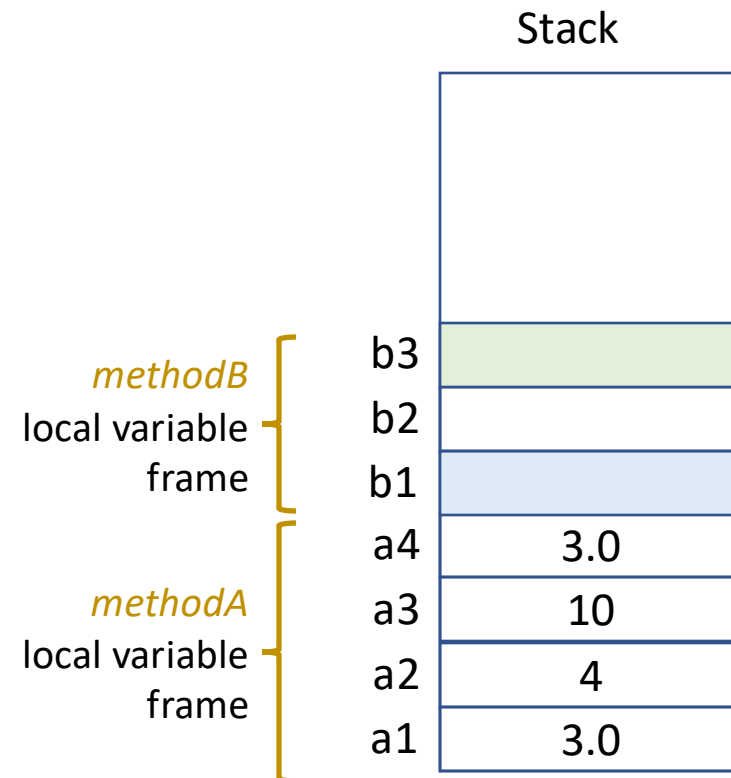 Stack
methodB
local variable
frame
b3
b2
b1
methodA
local variable
frame
a4 3.0
a3 10
a2 4
a1 3.0